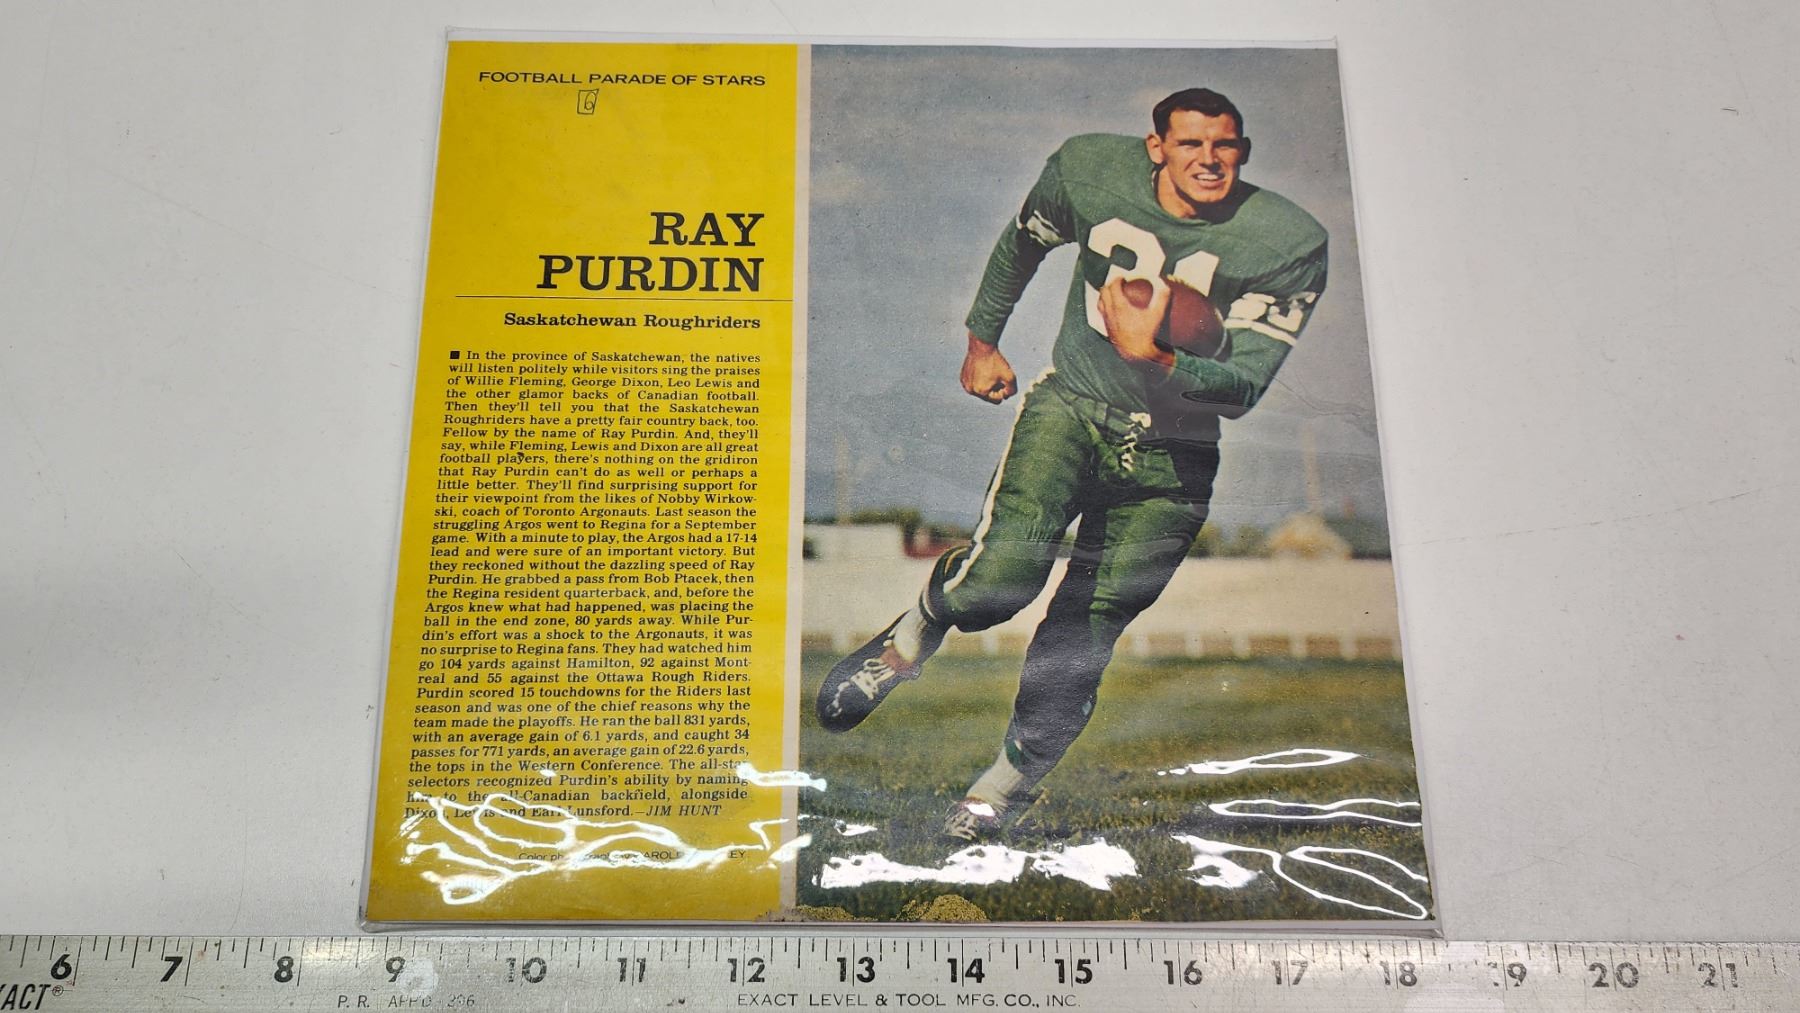 FOOTBALL PARADE OF STARS
6
RAY
PURDIN
Saskatchewan Roughriders
■ In the province of Saskatchewan, the natives
will listen politely while visitors sing the praises
of Willie Fleming, George Dixon, Leo Lewis and
the other glamor backs of Canadian football.
Then they'll tell you that the Saskatchewan
Roughriders have a pretty fair country back, too.
Fellow by the name of Ray Purdin. And, they'll
say, while Fleming, Lewis and Dixon are all great
football players, there's nothing on the gridiron
that Ray Purdin can't do as well or perhaps a
little better. They'll find surprising support for
their viewpoint from the likes of Nobby Wirkow-
ski, coach of Toronto Argonauts. Last season the
struggling Argos went to Regina for a September
game. With a minute to play, the Argos had a 17-14
lead and were sure of an important victory. But
they reckoned without the dazzling speed of Ray
Purdin. He grabbed a pass from Bob Ptacek, then
the Regina resident quarterback, and, before the
Argos knew what had happened, was placing the
ball in the end zone, 80 yards away. While Pur-
din's effort was a shock to the Argonauts, it was
no surprise to Regina fans. They had watched him
go 104 yards against Hamilton, 92 against Mont-
real and 55 against the Ottawa Rough Riders.
Purdin scored 15 touchdowns for the Riders last
season and was one of the chief reasons why the
team made the playoffs. He ran the ball 831 yards,
with an average gain of 6.1 yards, and caught 34
passes for 771 yards, an average gain of 22.6 yards,
the tops in the Western Conference. The all-star
selectors recognized Purdin's ability by naming
him to the all-Canadian backfield, alongside
Dixon, Lewis and Earl Lunsford.—JIM HUNT
Color
21
6 7 8 9 10 11 12 13 14 15 16 17 18 19 20 21
P. R. 206 EXACT LEVEL & TOOL MFG. CO., INC.